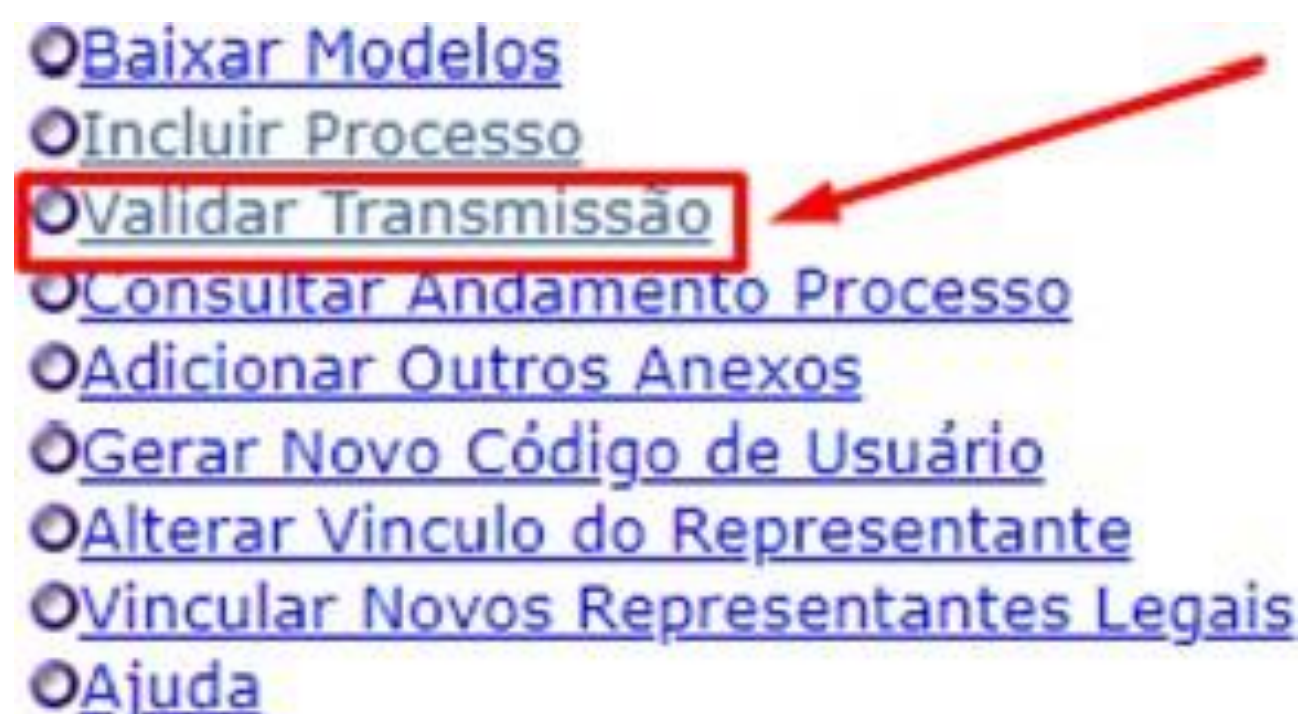 Baixar Modelos
Incluir Processo
Validar Transmissão
Consultar Andamento Processo
Adicionar Outros Anexos
Gerar Novo Código de Usuário
Alterar Vinculo do Representante
Vincular Novos Representantes Legais
Ajuda